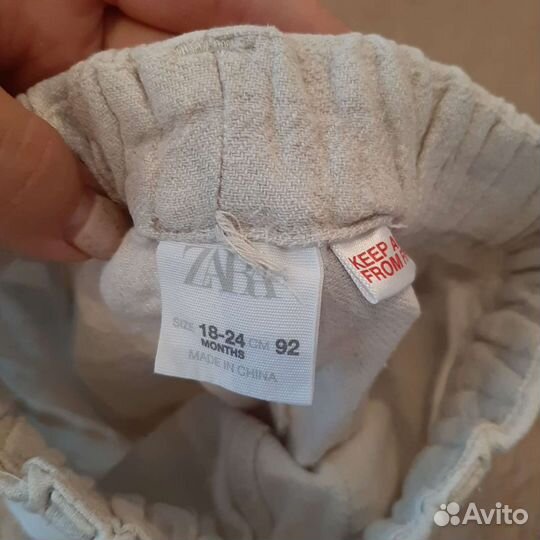 ZARA
SIZE 18-24 CM 92
MONTHS
MADE IN CHINA
KEEP A
FROM F
Avito